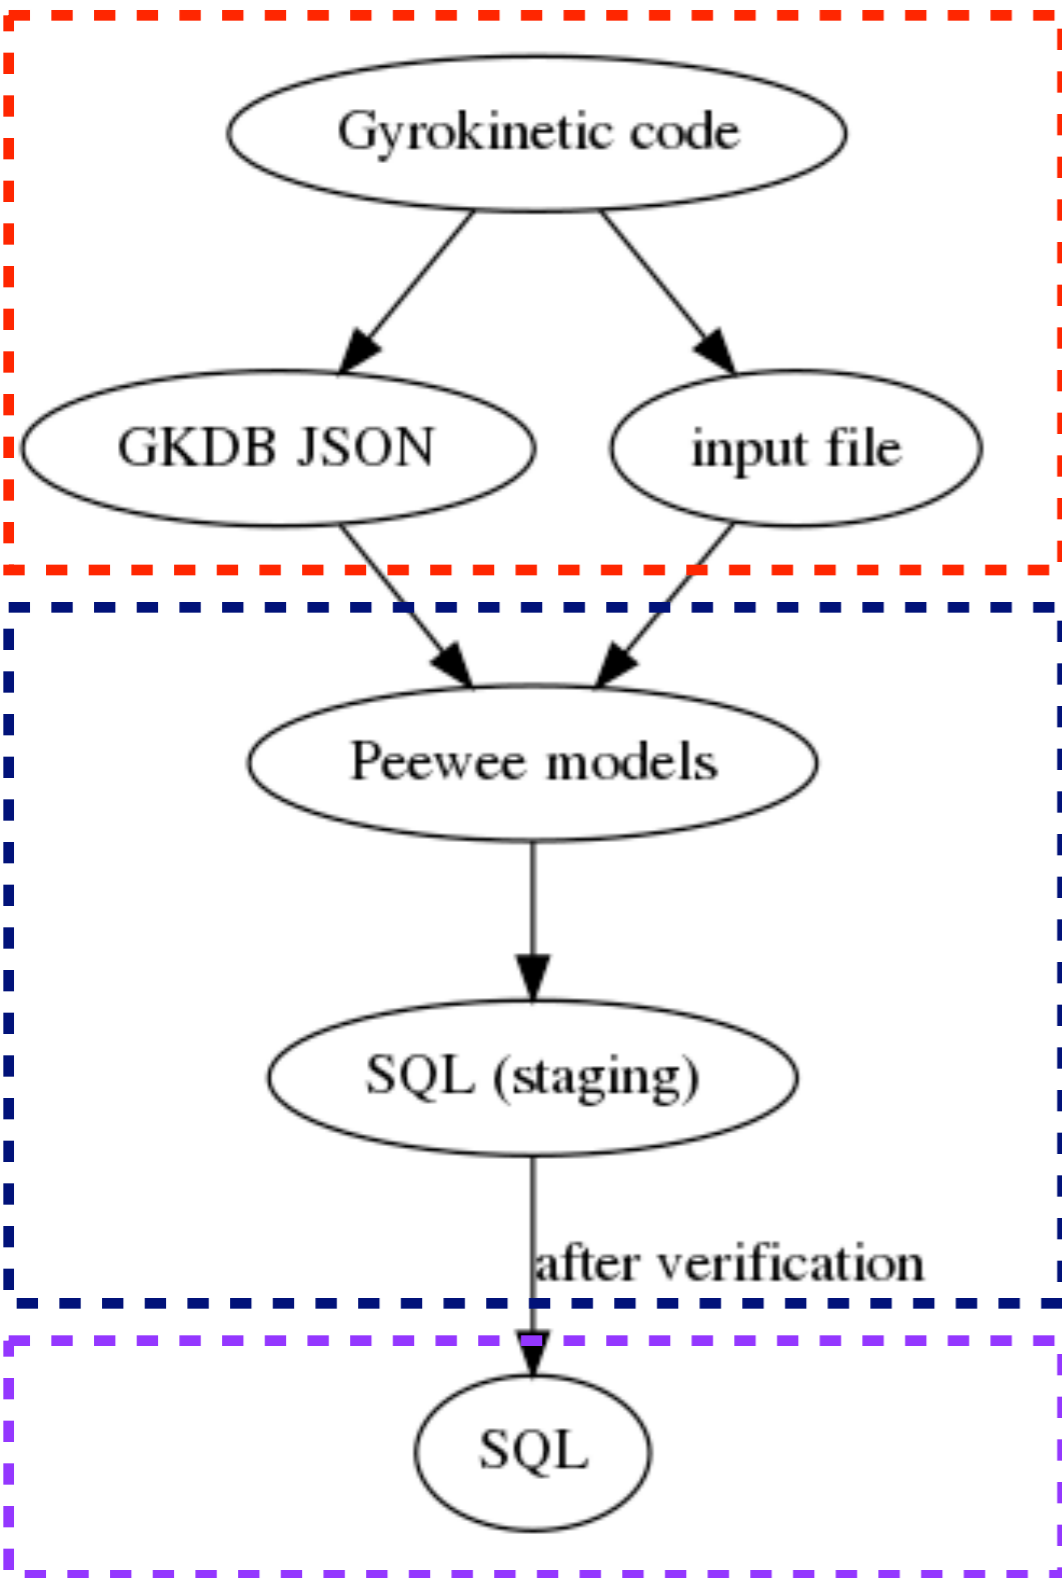 Gyrokinetic code
GKDB JSON
input file
Peewee models
SQL (staging)
after verification
SQL